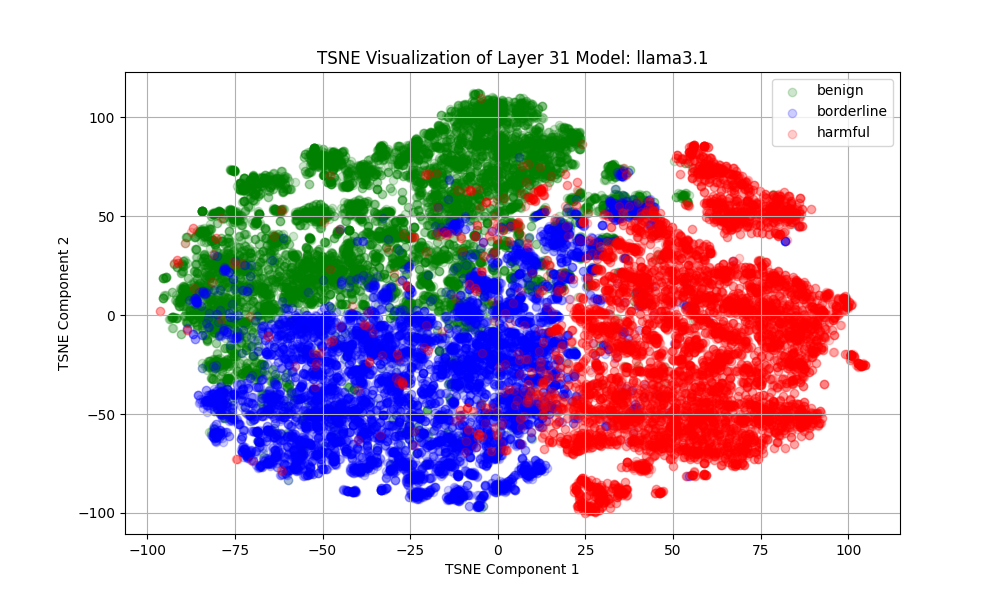 TSNE Visualization of Layer 31 Model: llama3.1
benign
borderline
harmful
100
50
0
−50
−100
TSNE Component 2
−100 −75 −50 −25 0 25 50 75 100
TSNE Component 1